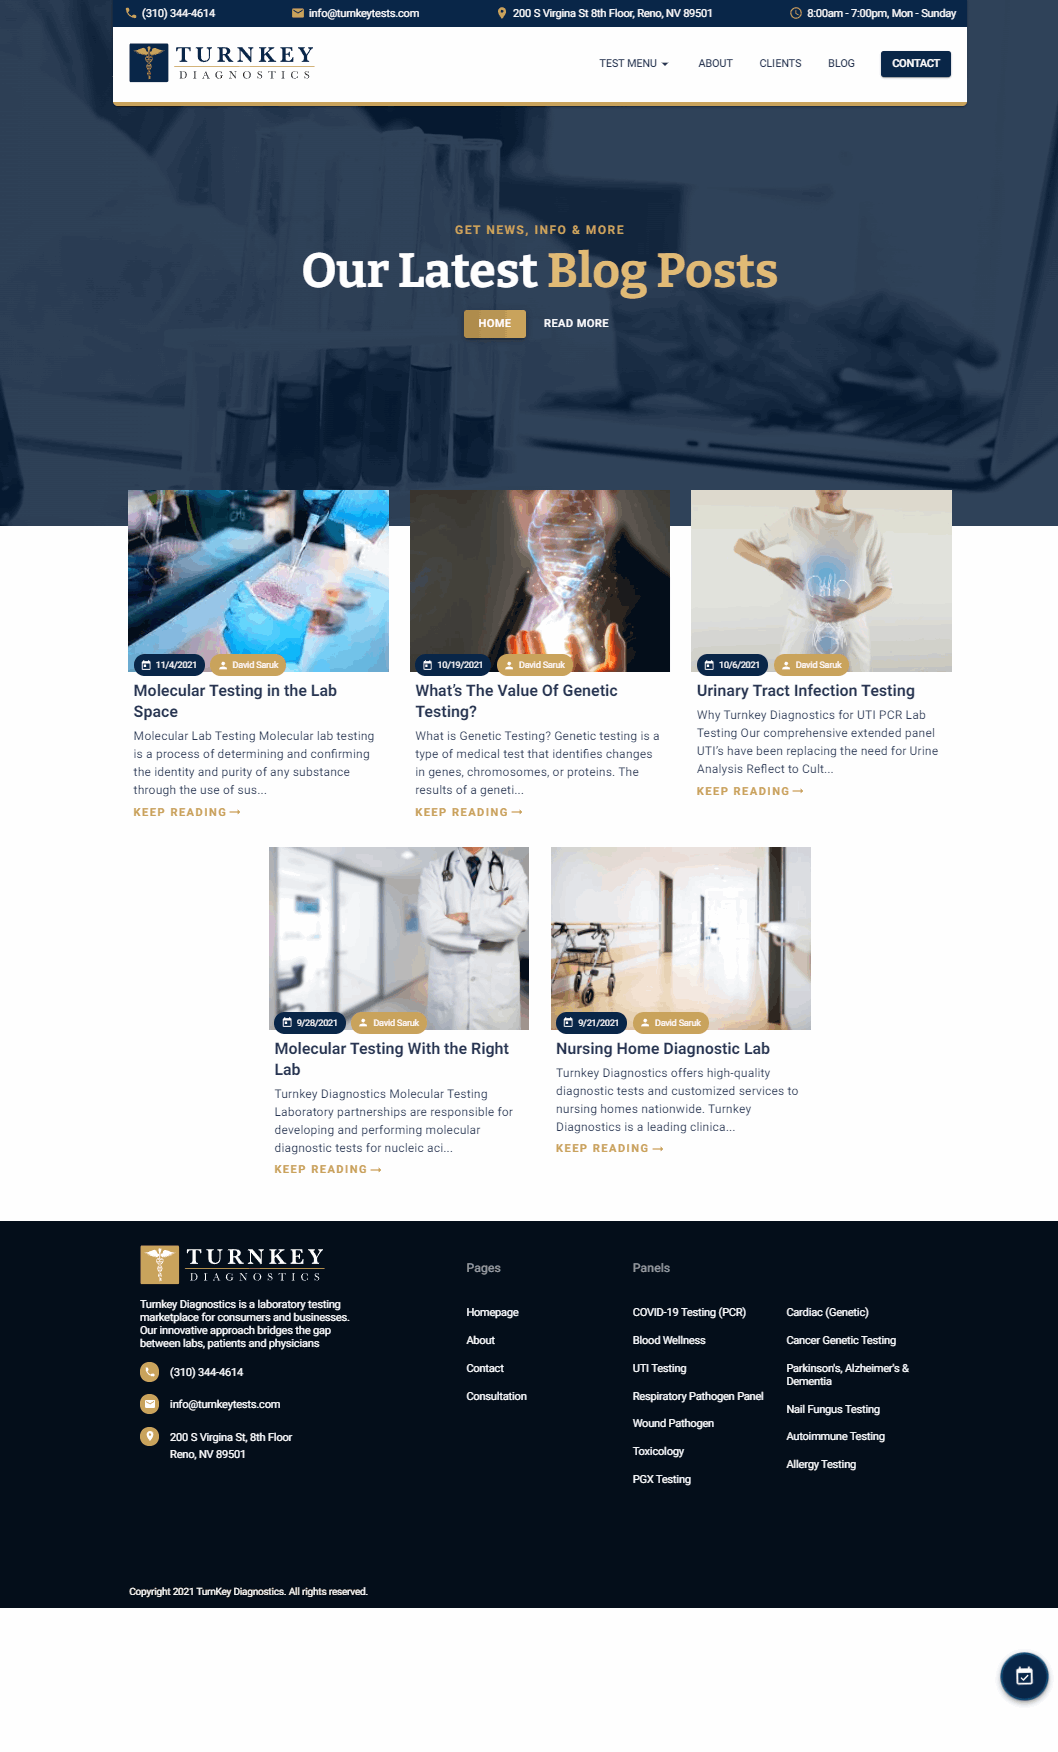 (310) 344-4614
info@turnkeytests.com
200 S Virgina St 8th Floor, Reno, NV 89501
8:00am - 7:00pm, Mon - Sunday
TURNKEY
DIAGNOSTICS
TEST MENU
ABOUT
CLIENTS
BLOG
CONTACT
GET NEWS, INFO & MORE
Our Latest Blog Posts
HOME
READ MORE
11/4/2021
David Saruk
Molecular Testing in the Lab
Space
Molecular Lab Testing Molecular lab testing
is a process of determining and confirming
the identity and purity of any substance
through the use of sus...
KEEP READING
10/19/2021
David Saruk
What's The Value Of Genetic
Testing?
What is Genetic Testing? Genetic testing is a
type of medical test that identifies changes
in genes, chromosomes, or proteins. The
results of a geneti...
KEEP READING
10/6/2021
David Saruk
Urinary Tract Infection Testing
Why Turnkey Diagnostics for UTI PCR Lab
Testing Our comprehensive extended panel
UTI's have been replacing the need for Urine
Analysis Reflect to Cult...
KEEP READING
9/28/2021
David Saruk
Molecular Testing With the Right
Lab
Turnkey Diagnostics Molecular Testing
Laboratory partnerships are responsible for
developing and performing molecular
diagnostic tests for nucleic aci...
KEEP READING
9/21/2021
David Saruk
Nursing Home Diagnostic Lab
Turnkey Diagnostics offers high-quality
diagnostic tests and customized services to
nursing homes nationwide. Turnkey
Diagnostics is a leading clinica...
KEEP READING
TURNKEY
DIAGNOSTICS
Turnkey Diagnostics is a laboratory testing
marketplace for consumers and businesses.
Our innovative approach bridges the gap
between labs, patients and physicians
(310) 344-4614
info@turnkeytests.com
200 S Virgina St, 8th Floor
Reno, NV 89501
Pages
Homepage
About
Contact
Consultation
Panels
COVID-19 Testing (PCR)
Blood Wellness
UTI Testing
Respiratory Pathogen Panel
Wound Pathogen
Toxicology
PGX Testing
Cardiac (Genetic)
Cancer Genetic Testing
Parkinson's, Alzheimer's &
Dementia
Nail Fungus Testing
Autoimmune Testing
Allergy Testing
Copyright 2021 TurnKey Diagnostics. All rights reserved.